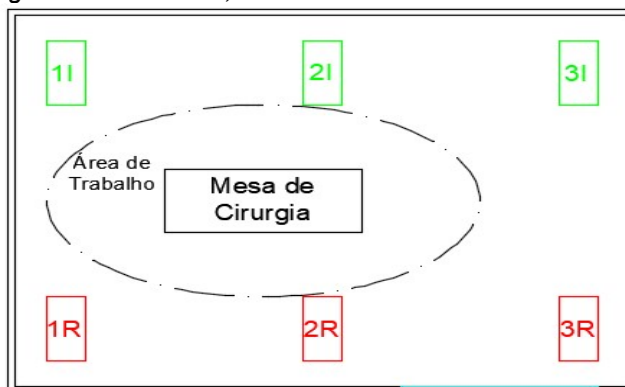 1I 2I 3I
Área de
Trabalho
Mesa de
Cirurgia
1R 2R 3R